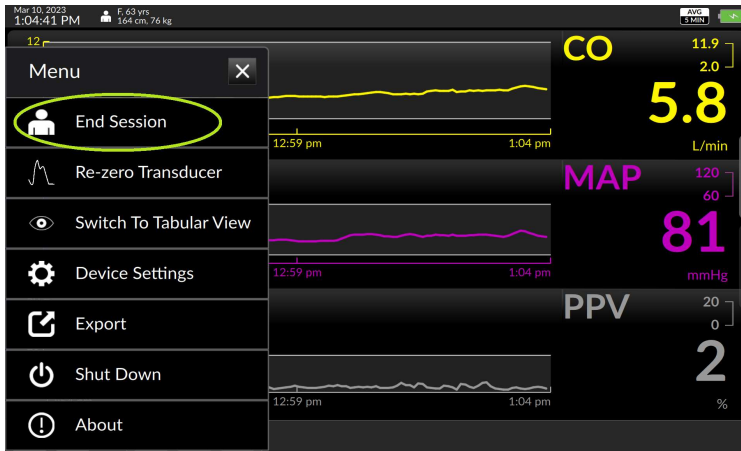 Mar 10, 2023
1:04:41 PM
F, 63 yrs
164 cm, 76 kg
AVG
5 MIN
12
Menu
End Session
Re-zero Transducer
Switch To Tabular View
Device Settings
Export
Shut Down
About
12:59 pm 1:04 pm
CO 11.9
2.0
5.8
L/min
12:59 pm 1:04 pm
MAP 120
60
81
mmHg
12:59 pm 1:04 pm
PPV 20
0
2
%